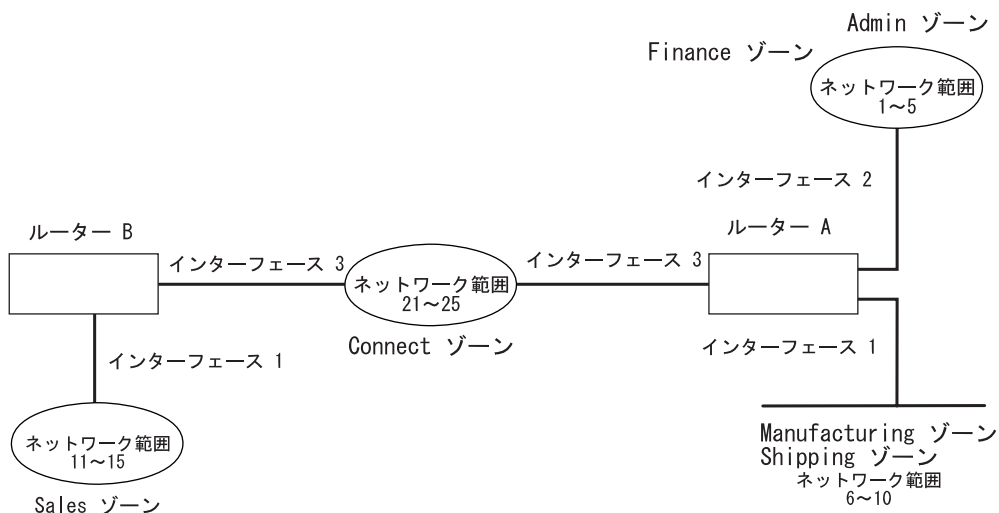 Admin ゾーン
Finance ゾーン
ネットワーク範囲
1～5
インターフェース 2
ルーター B
ルーター A
インターフェース 3
ネットワーク範囲
21～25
インターフェース 3
Connect ゾーン
インターフェース 1
インターフェース 1
ネットワーク範囲
11～15
Sales ゾーン
Manufacturing ゾーン
Shipping ゾーン
ネットワーク範囲
6～10